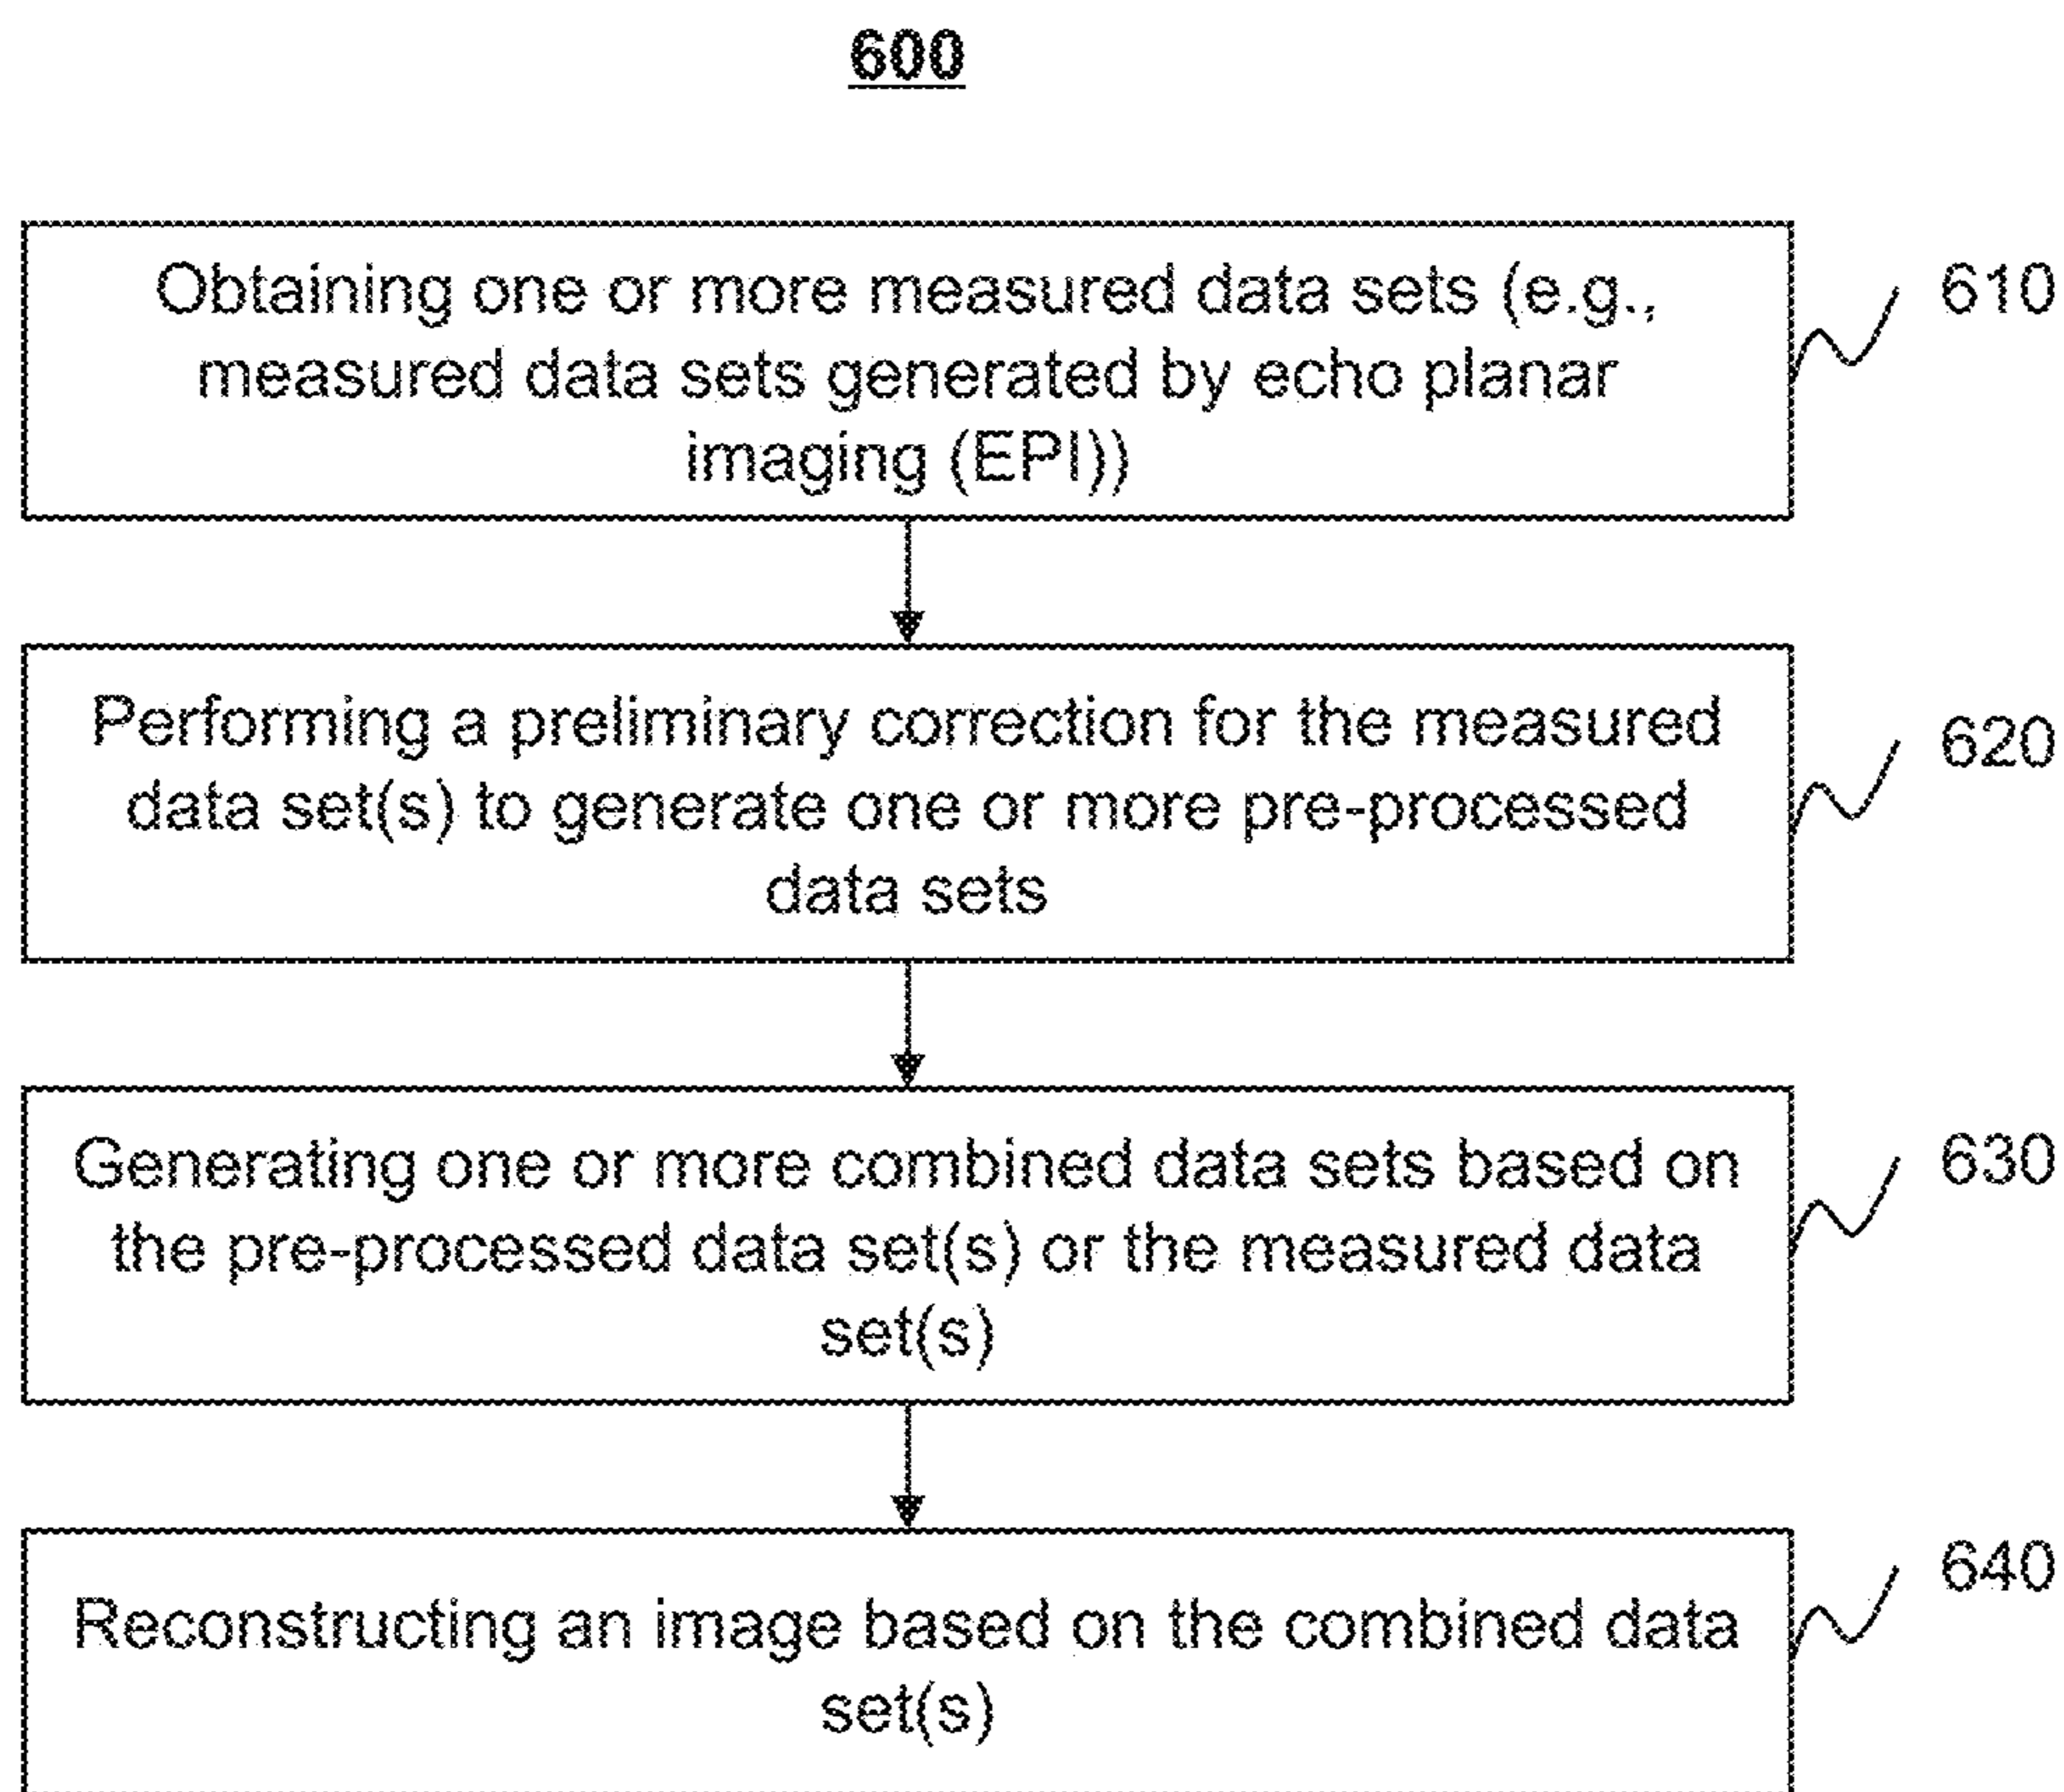 600
Obtaining one or more measured data sets (e.g.,
measured data sets generated by echo planar
imaging (EPI))
610
Performing a preliminary correction for the measured
data set(s) to generate one or more pre-processed
data sets
620
Generating one or more combined data sets based on
the pre-processed data set(s) or the measured data
set(s)
630
Reconstructing an image based on the combined data
set(s)
640